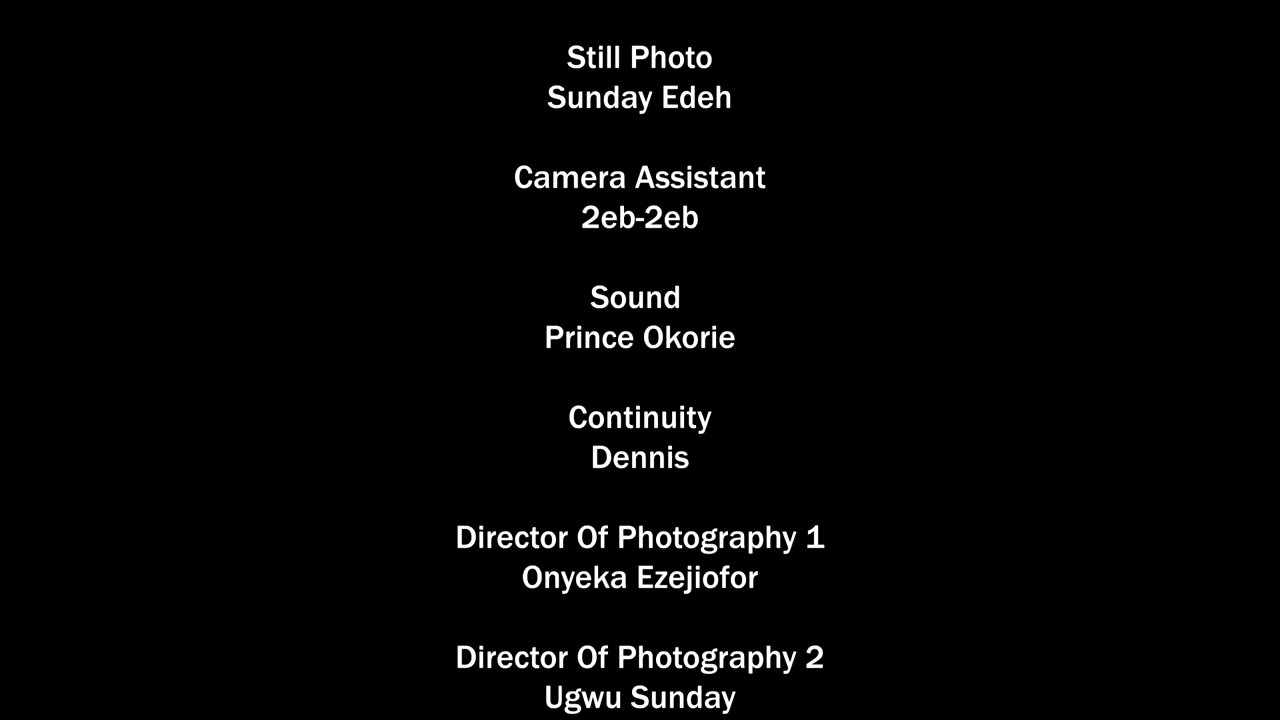 Still Photo
Sunday Edeh
Camera Assistant
2eb-2eb
Sound
Prince Okorie
Continuity
Dennis
Director Of Photography 1
Onyeka Ezejiofor
Director Of Photography 2
Ugwu Sunday